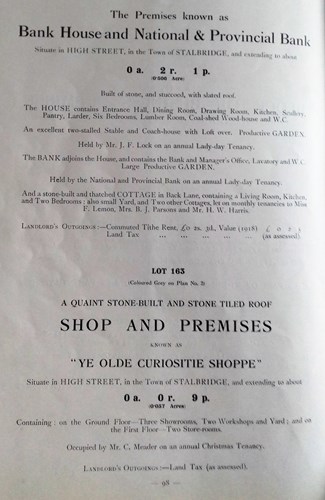 The Premises known as
Bank House and National & Provincial Bank
Situate in HIGH STREET, in the Town of STALBRIDGE, and extending to about
0 a. 2 r. 1 p.
(0·506 Acre)
Built of stone, and stuccoed, with slated roof.
The HOUSE contains Entrance Hall, Dining Room, Drawing Room, Kitchen, Scullery,
Pantry, Larder, Six Bedrooms, Lumber Room, Coal-shed Wood-house and W.C.
An excellent two-stalled Stable and Coach-house with Loft over. Productive GARDEN.
Held by Mr. J. F. Lock on an annual Lady-day Tenancy.
The BANK adjoins the House, and contains the Bank and Manager's Office, Lavatory and W.C.
Large Productive GARDEN.
Held by the National and Provincial Bank on an annual Lady-day Tenancy.
And a stone-built and thatched COTTAGE in Back Lane, containing a Living Room, Kitchen,
and Two Bedrooms; also small Yard, and Two other Cottages, let on monthly tenancies to Miss
F. Lemon, Mrs. B. J. Parsons and Mr. H. W. Harris.
LANDLORD'S OUTGOINGS:—Commuted Tithe Rent, £0 2s. 3d., Value (1918)
Land Tax ... ... ... ... ... (as assessed).
LOT 163
(Coloured Grey on Plan No. 3)
A QUAINT STONE-BUILT AND STONE TILED ROOF
SHOP AND PREMISES
KNOWN AS
"YE OLDE CURIOSITIE SHOPPE"
Situate in HIGH STREET, in the Town of STALBRIDGE, and extending to about
0 a. 0 r. 9 p.
(0·057 Acre)
Containing: on the Ground Floor—Three Showrooms, Two Workshops and Yard; and on
the First Floor—Two Store-rooms.
Occupied by Mr. C. Meader on an annual Christmas Tenancy.
LANDLORD'S OUTGOINGS:—Land Tax (as assessed).
— 98 —